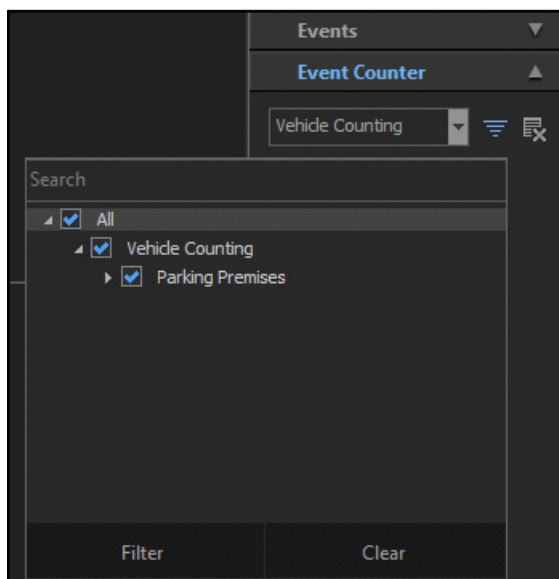 Events
Event Counter
Vehicle Counting
Search
All
Vehicle Counting
Parking Premises
Filter Clear